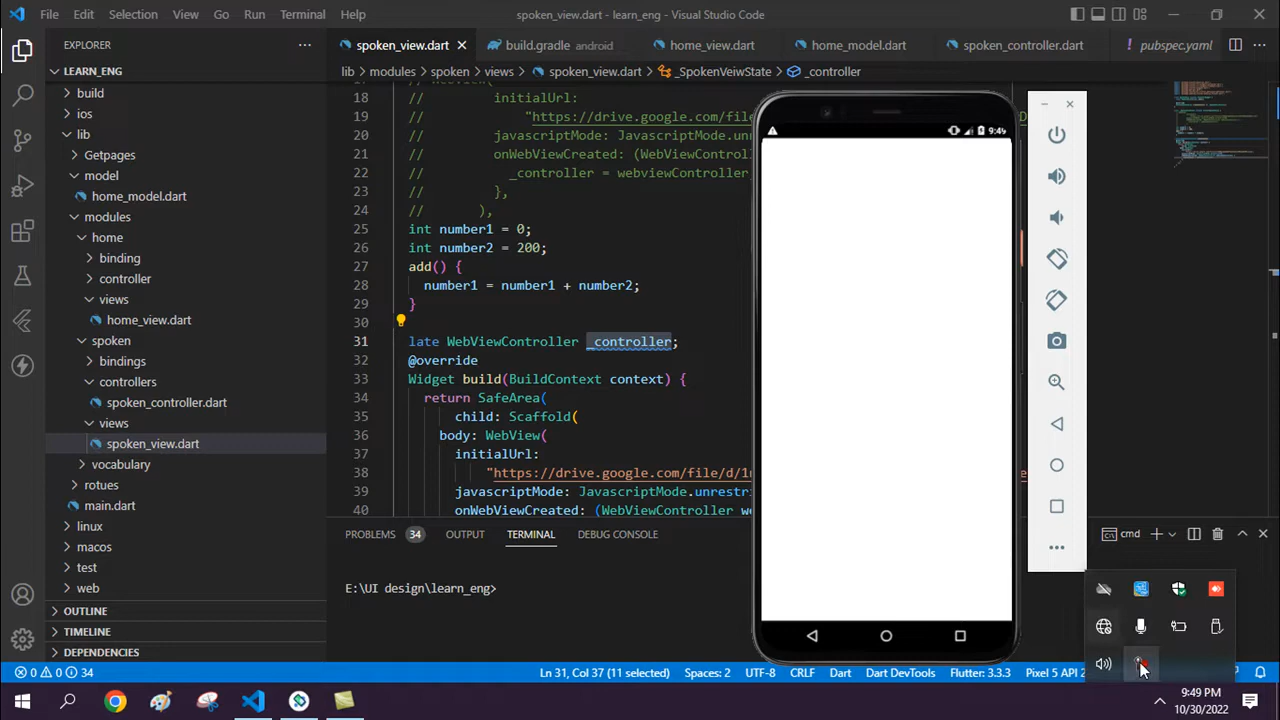 File Edit Selection View Go Run Terminal Help
spoken_view.dart - learn_eng - Visual Studio Code
EXPLORER
spoken_view.dart
build.gradle android
home_view.dart
home_model.dart
spoken_controller.dart
pubspec.yaml
lib modules spoken views spoken_view.dart _SpokenVeiwState _controller
LEARN_ENG
build
ios
lib
Getpages
model
home_model.dart
modules
home
binding
controller
views
home_view.dart
spoken
bindings
controllers
spoken_controller.dart
views
spoken_view.dart
vocabulary
rotues
main.dart
linux
macos
test
web
OUTLINE
TIMELINE
DEPENDENCIES
18 // initialUrl:
19 // "https://drive.google.com/file/d
20 // javascriptMode: JavascriptMode.unre
21 // onWebViewCreated: (WebViewControll
22 // _controller = webviewController
23 // },
24 // ),
25 int number1 = 0;
26 int number2 = 200;
27 add() {
28 number1 = number1 + number2;
29 }
30
31 late WebViewController _controller;
32 @override
33 Widget build(BuildContext context) {
34 return SafeArea(
35 child: Scaffold(
36 body: WebView(
37 initialUrl:
38 "https://drive.google.com/file/d/1
39 javascriptMode: JavascriptMode.unrestri
40 onWebViewCreated: (WebViewController we
9:49
PROBLEMS 34 OUTPUT TERMINAL DEBUG CONSOLE
cmd
E:\UI design\learn_eng>
0 0 34
Ln 31, Col 37 (11 selected)
Spaces: 2 UTF-8 CRLF Dart Dart DevTools Flutter: 3.3.3 Pixel 5 API 2
9:49 PM
10/30/2022